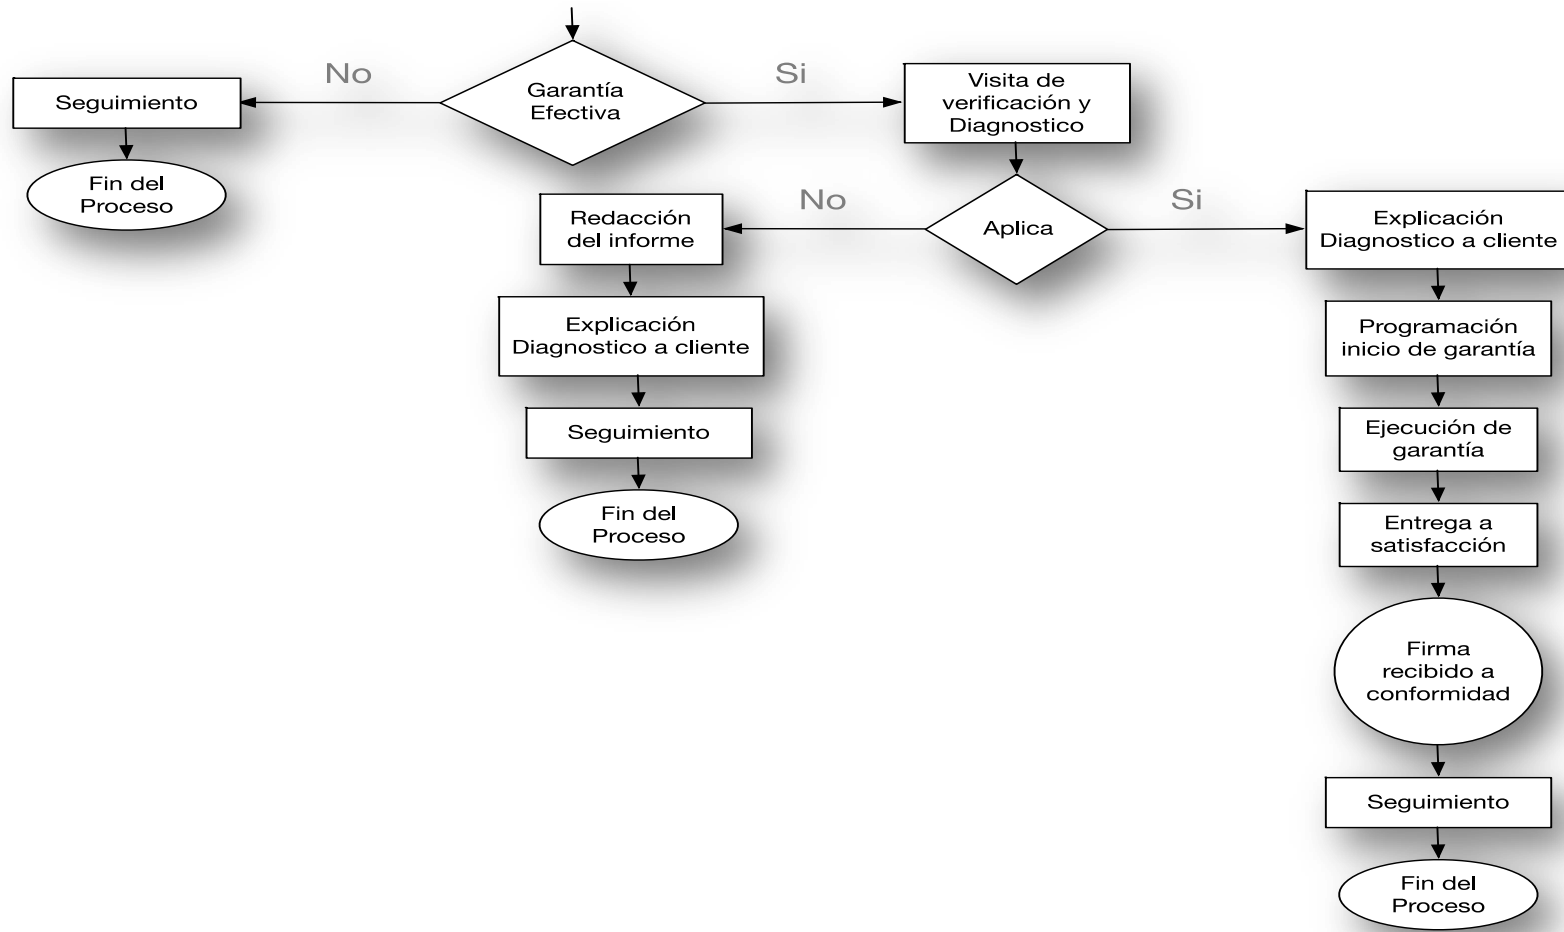 No
Si
Seguimiento
Garantía
Efectiva
Visita de
verificación y
Diagnostico
Fin del
Proceso
No
Si
Redacción
del informe
Aplica
Explicación
Diagnostico a cliente
Explicación
Diagnostico a cliente
Programación
inicio de garantía
Seguimiento
Ejecución de
garantía
Fin del
Proceso
Entrega a
satisfacción
Firma
recibido a
conformidad
Seguimiento
Fin del
Proceso